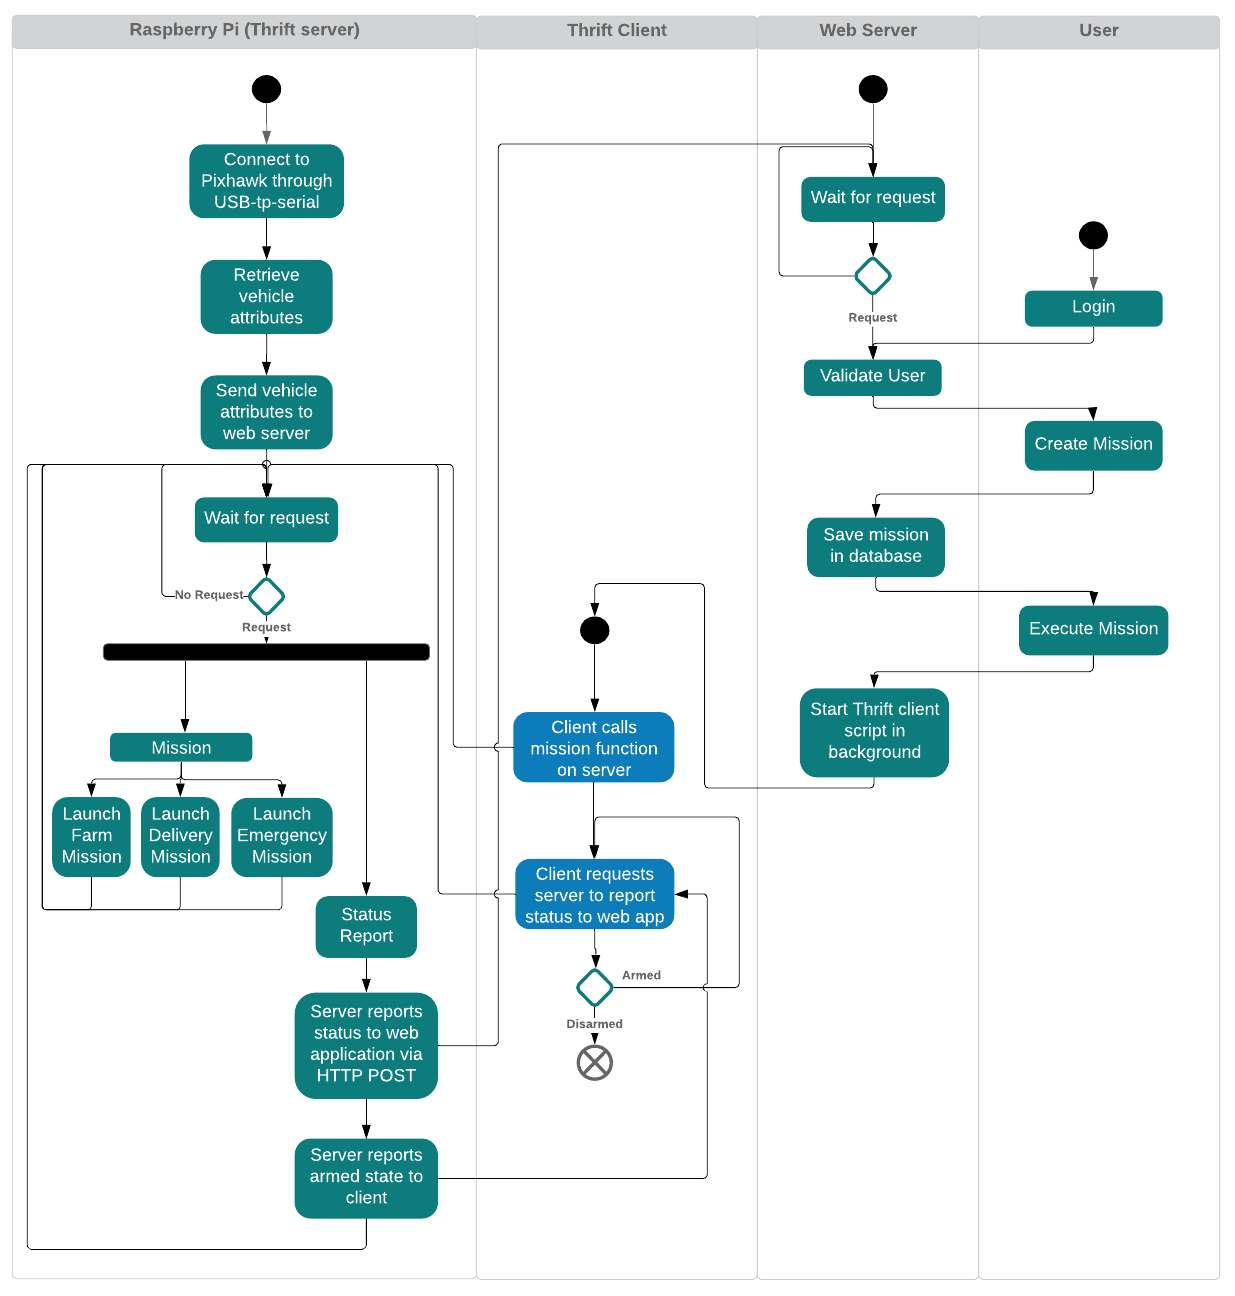 Raspberry Pi (Thrift server)
Thrift Client
Web Server
User
Connect to
Pixhawk through
USB-tp-serial
Retrieve
vehicle
attributes
Send vehicle
attributes to
web server
Wait for request
No Request
Request
Mission
Launch
Farm
Mission
Launch
Delivery
Mission
Launch
Emergency
Mission
Status
Report
Server reports
status to web
application via
HTTP POST
Server reports
armed state to
client
Client calls
mission function
on server
Client requests
server to report
status to web app
Armed
Disarmed
Wait for request
Request
Validate User
Save mission
in database
Start Thrift client
script in
background
Login
Create Mission
Execute Mission